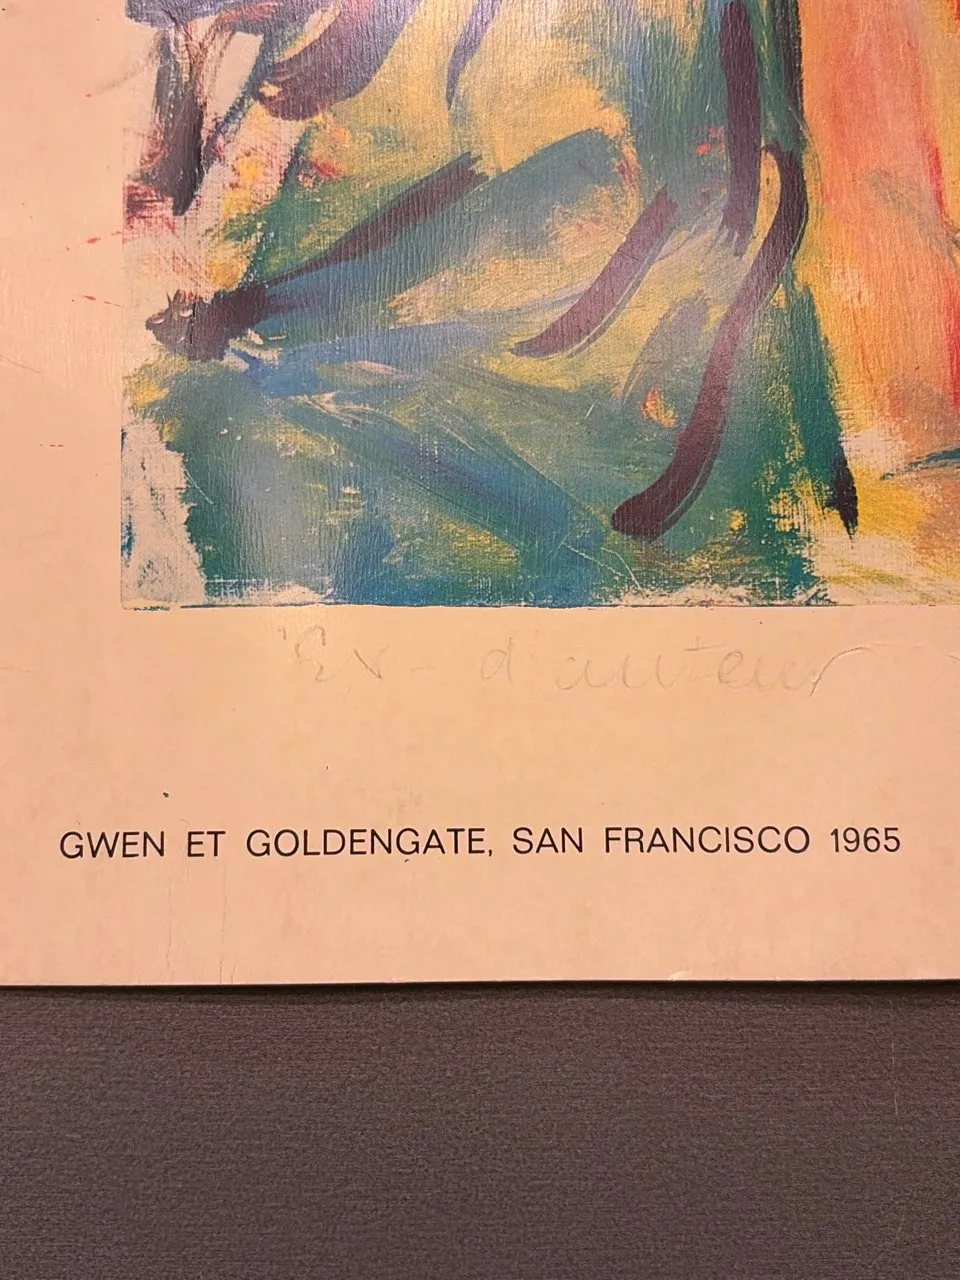 Ex - d'auteur
GWEN ET GOLDENGATE, SAN FRANCISCO 1965